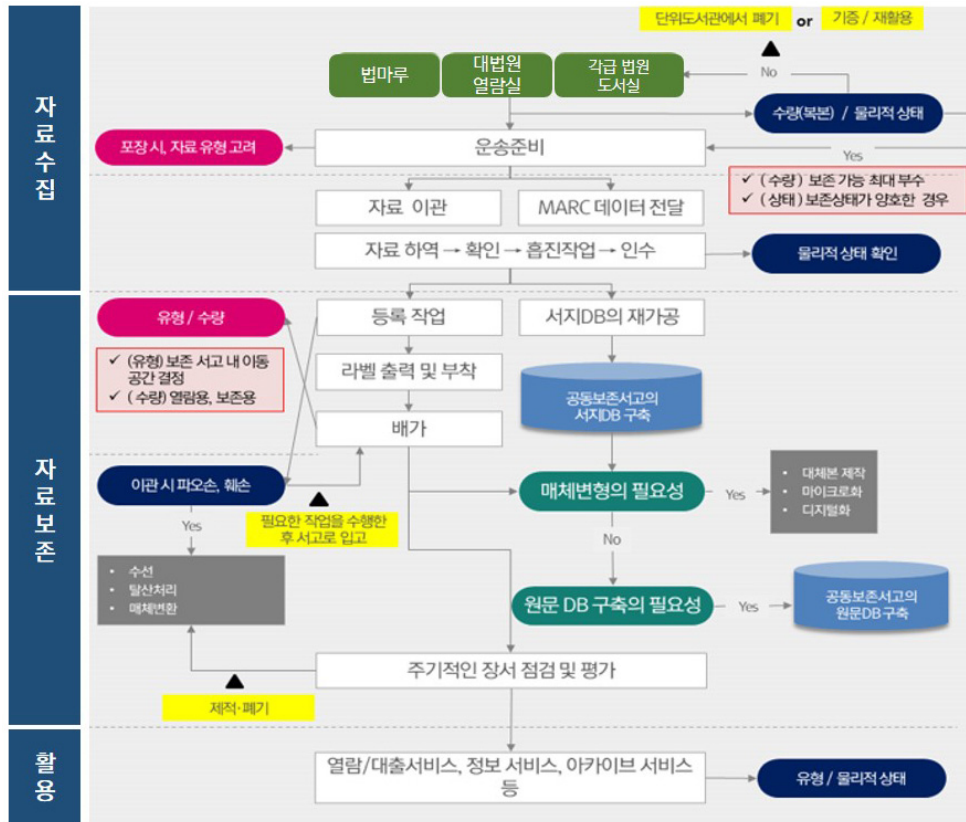 자료수집
단위도서관에서 폐기 or 기증 / 재활용
법마루
대법원
열람실
각급 법원
도서실
No
수량(복본) / 물리적 상태
포장 시, 자료 유형 고려
운송준비
Yes
✓ ( 수량 ) 보존 가능 최대 부수
✓ ( 상태 ) 보존상태가 양호한 경우
자료 이관
MARC 데이터 전달
자료 하역 → 확인 → 흡진작업 → 인수
물리적 상태 확인
자료보존
유형 / 수량
등록 작업
서지DB의 재가공
✓ (유형) 보존 서고 내 이동
공간 결정
✓ ( 수량) 열람용, 보존용
라벨 출력 및 부착
배가
공동보존서고의
서지DB 구축
이관 시 파오손, 훼손
매체변형의 필요성
Yes
• 대체본 제작
• 마이크로화
• 디지털화
Yes
필요한 작업을 수행한
후 서고로 입고
No
• 수선
• 탈산처리
• 매체변환
원문 DB 구축의 필요성
Yes
공동보존서고의
원문DB 구축
주기적인 장서 점검 및 평가
제적·폐기
활용
열람/대출서비스, 정보 서비스, 아카이브 서비스
등
유형 / 물리적 상태